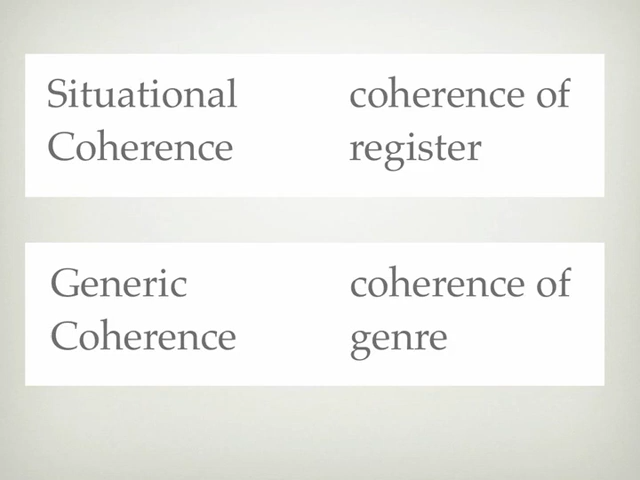 Situational coherence of
Coherence register
Generic coherence of
Coherence genre